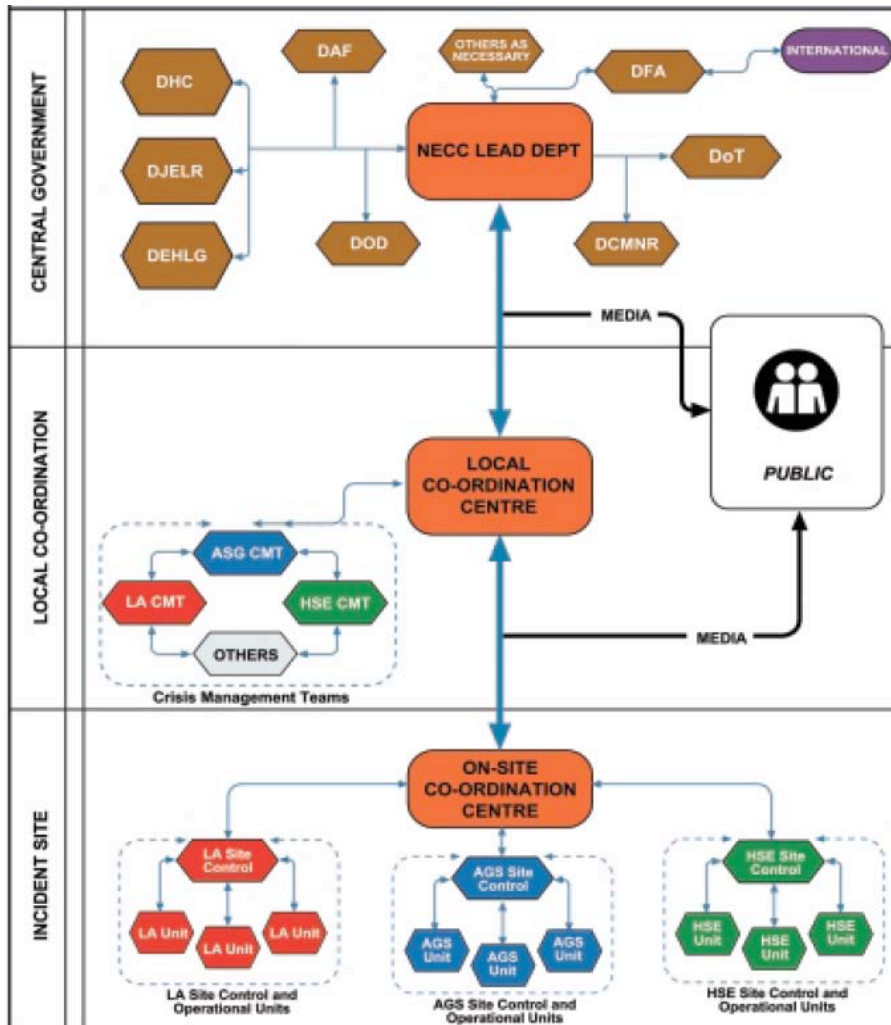 CENTRAL GOVERNMENT
DAF
OTHERS AS
NECESSARY
DFA
INTERNATIONAL
DHC
NECC LEAD DEPT
DoT
DJELR
DEHLG
DOD
DCMNR
MEDIA
PUBLIC
LOCAL CO-ORDINATION
LOCAL
CO-ORDINATION
CENTRE
ASG CMT
LA CMT
HSE CMT
OTHERS
Crisis Management Teams
MEDIA
INCIDENT SITE
ON-SITE
CO-ORDINATION
CENTRE
LA Site
Control
LA Unit
LA Unit
LA Unit
LA Site Control and
Operational Units
AGS Site
Control
AGS
Unit
AGS
Unit
AGS
Unit
AGS Site Control and
Operational Units
HSE Site
Control
HSE
Unit
HSE
Unit
HSE
Unit
HSE Site Control and
Operational Units